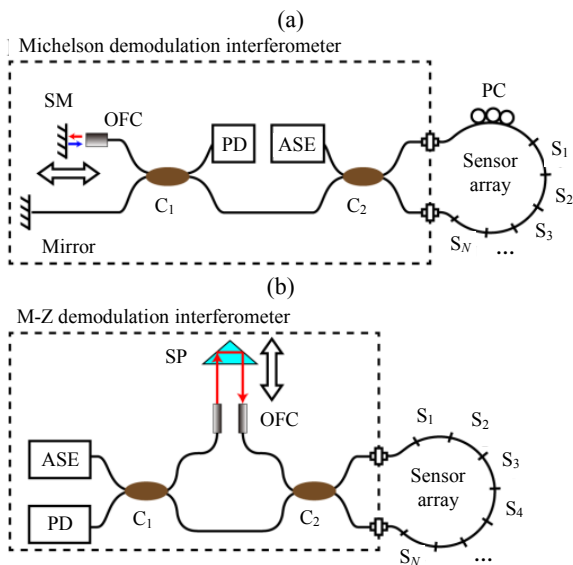 (a)
Michelson demodulation interferometer
SM
OFC
PC
PD
ASE
S1
Sensor
array
S2
C1
C2
S3
SN
...
Mirror
(b)
M-Z demodulation interferometer
SP
OFC
S1
S2
ASE
S3
Sensor
array
S4
PD
C1
C2
SN
...